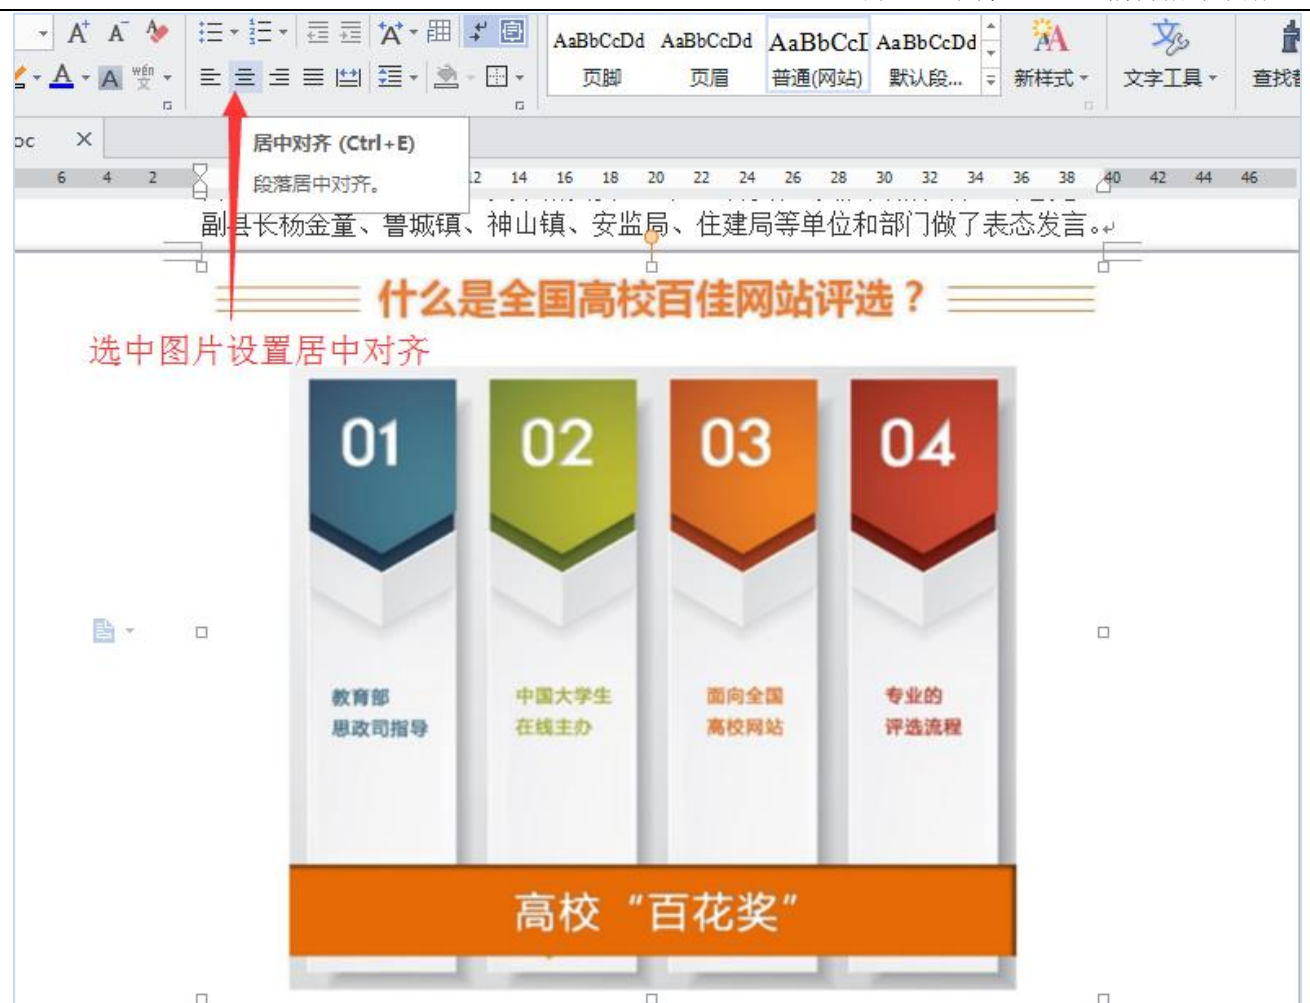 A+ A-
A A wén 文
AaBbCcDd AaBbCcDd AaBbCcI AaBbCcDd
页脚 页眉 普通(网站) 默认段... 新样式 文字工具
oc ×
居中对齐 (Ctrl+E)
段落居中对齐。
6 4 2 12 14 16 18 20 22 24 26 28 30 32 34 36 38 40 42 44 46
副县长杨金童、鲁城镇、神山镇、安监局、住建局等单位和部门做了表态发言。
什么是全国高校百佳网站评选？
选中图片设置居中对齐
01 02 03 04
教育部 中国大学生 面向全国 专业的
思政司指导 在线主办 高校网站 评选流程
高校“百花奖”